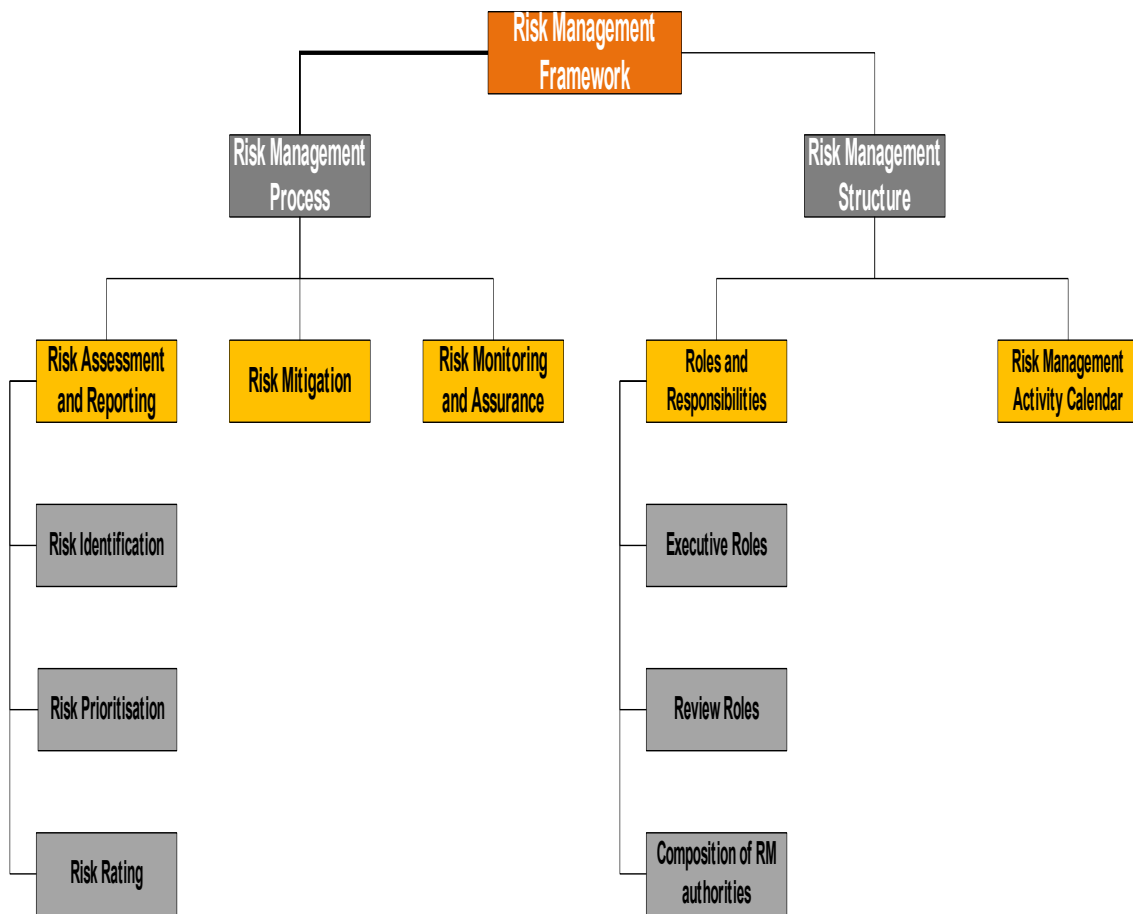 Risk Management
Framework
Risk Management
Process
Risk Management
Structure
Risk Assessment
and Reporting
Risk Mitigation
Risk Monitoring
and Assurance
Roles and
Responsibilities
Risk Management
Activity Calendar
Risk Identification
Executive Roles
Risk Prioritisation
Review Roles
Risk Rating
Composition of RM
authorities